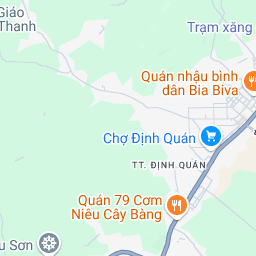 Giáo
Thanh
Trạm xăng
Quán nhậu bình
dân Bia Biva
Chợ Định Quán
TT. ĐỊNH QUÁN
Quán 79 Cơm
Niêu Cây Bàng
u Sơn